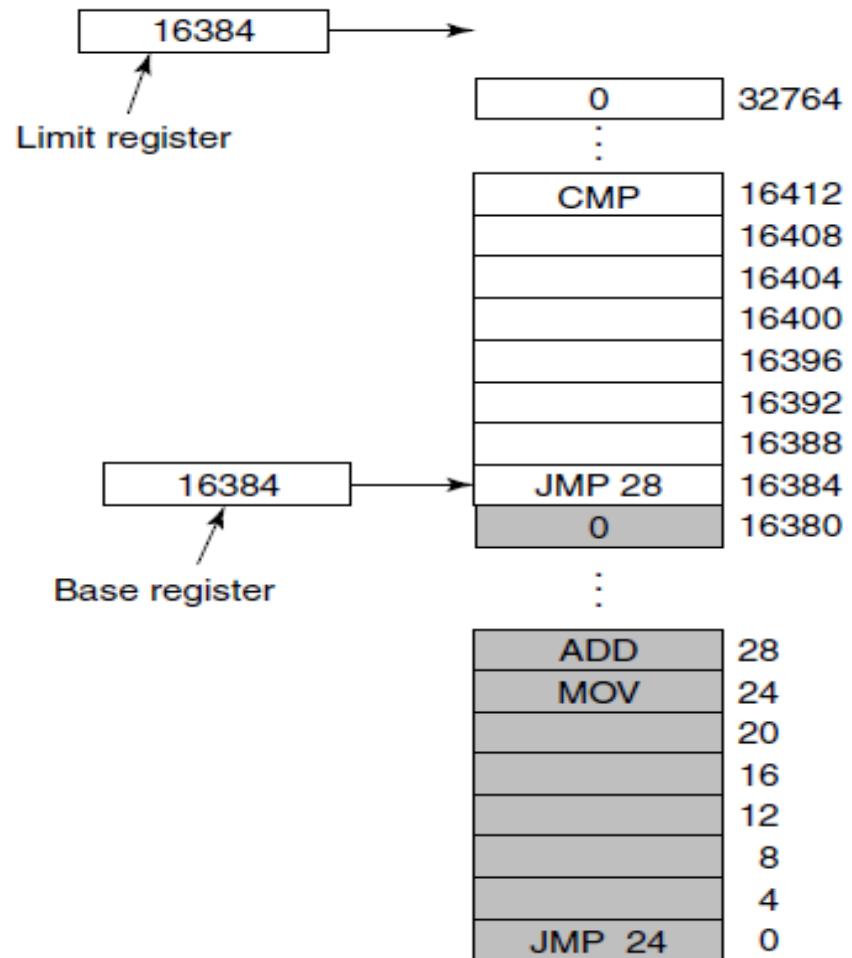 16384
Limit register
0 32764
CMP 16412
16408
16404
16400
16396
16392
16388
16384 JMP 28 16384
0 16380
Base register
ADD 28
MOV 24
20
16
12
8
4
JMP 24 0